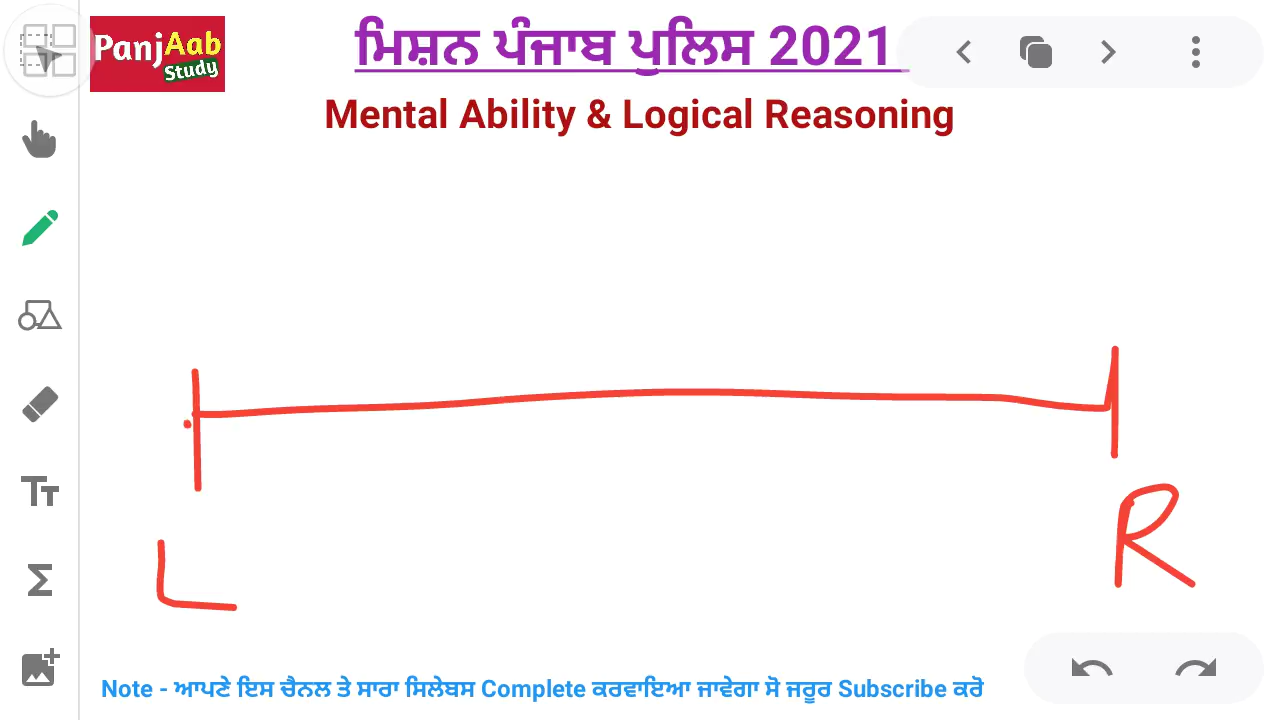 PanjAab
Study
ਮਿਸ਼ਨ ਪੰਜਾਬ ਪੁਲਿਸ 2021
Mental Ability & Logical Reasoning
L
R
Note - ਆਪਣੇ ਇਸ ਚੈਨਲ ਤੇ ਸਾਰਾ ਸਿਲੇਬਸ Complete ਕਰਵਾਇਆ ਜਾਵੇਗਾ ਸੋ ਜਰੂਰ Subscribe ਕਰੋ